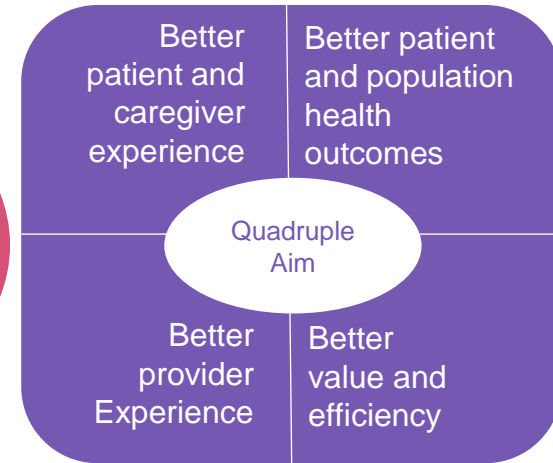 Better
patient and
caregiver
experience
Better patient
and population
health
outcomes
Quadruple
Aim
Better
provider
Experience
Better
value and
efficiency